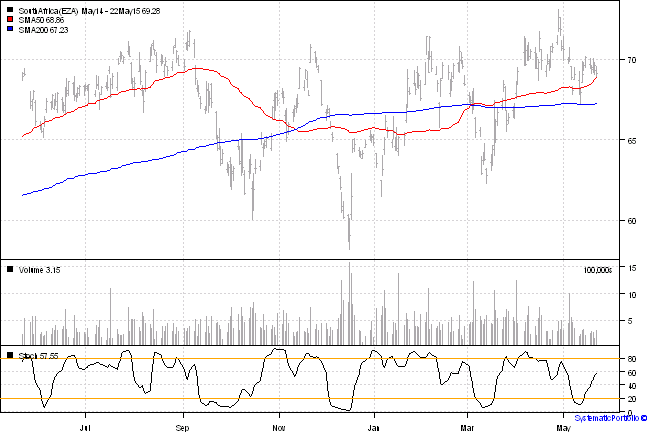 SouthAfrica(EZA) May14 - 22May15 69.28
SMA50 68.86
SMA200 67.23
70
65
60
Volume 3.15
100,000s
15
10
5
Stoch 57.55
80
60
40
20
0
Jul Sep Nov Jan Mar May
SystematicPortfolio ©